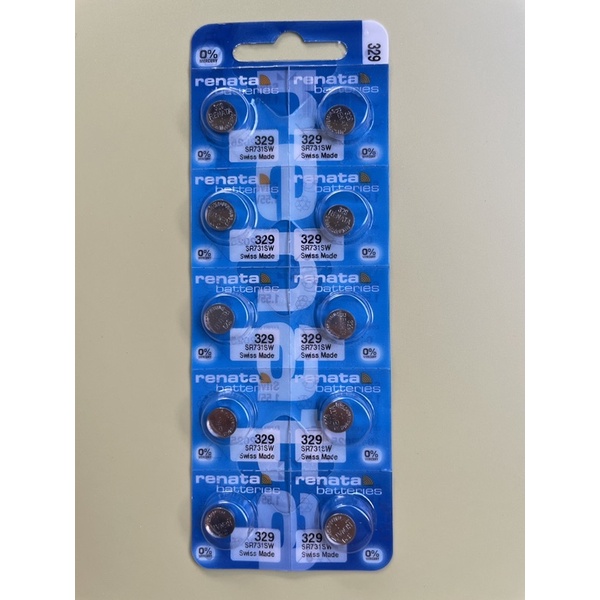 0%
329
renata
batteries
renata
batteries
329
SR731SW
Swiss Made
329
SR731SW
Swiss Made
0%
0%
renata
batteries
renata
batteries
329
SR731SW
Swiss Made
329
SR731SW
Swiss Made
0%
0%
renata
batteries
renata
batteries
329
SR731SW
Swiss Made
329
SR731SW
Swiss Made
0%
0%
renata
batteries
renata
batteries
329
SR731SW
Swiss Made
329
SR731SW
Swiss Made
0%
0%
renata
batteries
renata
batteries
329
SR731SW
Swiss Made
329
SR731SW
Swiss Made
0%
0%